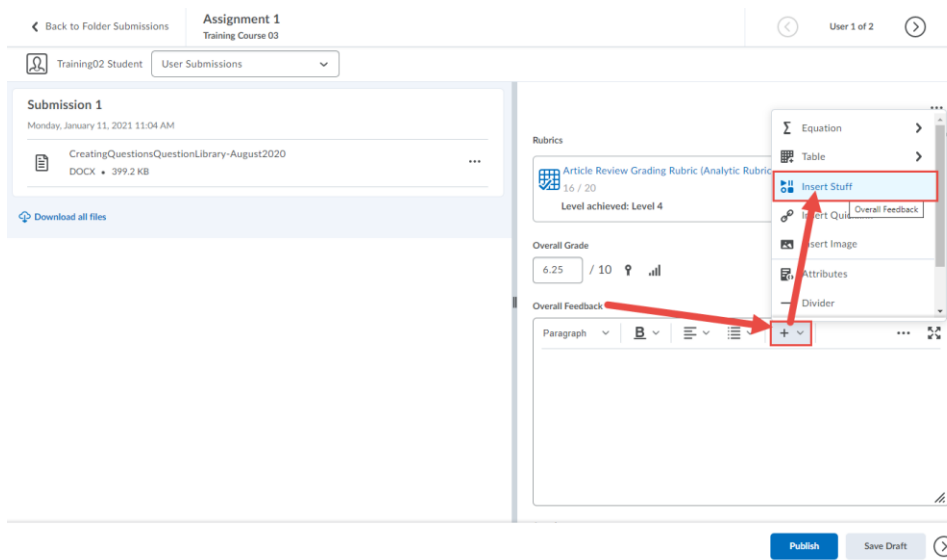 Back to Folder Submissions
Assignment 1
Training Course 03
User 1 of 2
Training02 Student
User Submissions
Submission 1
Monday, January 11, 2021 11:04 AM
CreatingQuestionsQuestionLibrary-August2020
DOCX • 399.2 KB
Download all files
Rubrics
Article Review Grading Rubric (Analytic Rubric
16 / 20
Level achieved: Level 4
Overall Grade
6.25 / 10
Overall Feedback
Paragraph
B
Equation
Table
Insert Stuff
Insert
Overall Feedback
Insert Image
Attributes
Divider
Publish
Save Draft